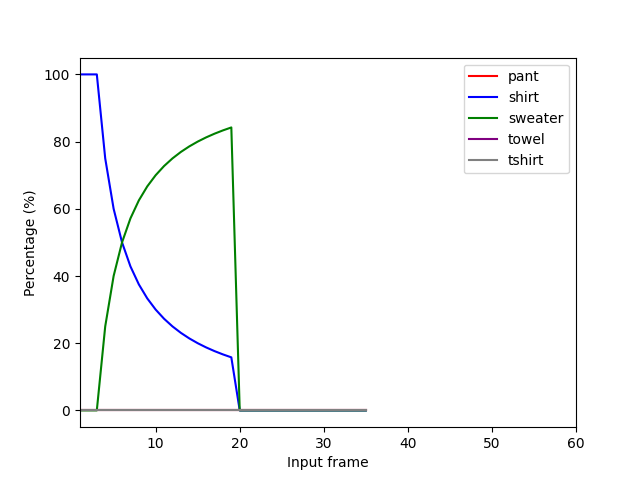 100
80
60
40
20
0
Percentage (%)
pant
shirt
sweater
towel
tshirt
10 20 30 40 50 60
Input frame